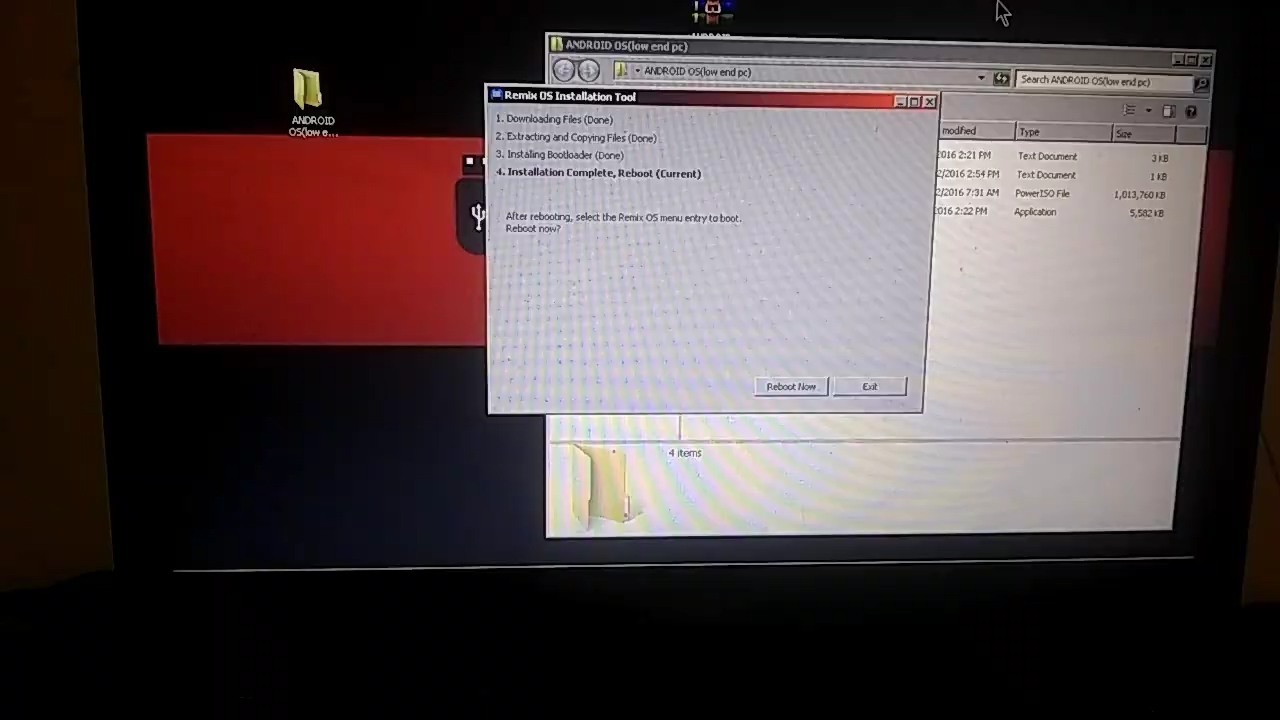 ANDROID
OS(low e...
ANDROID OS(low end pc)
ANDROID OS(low end pc)
Search ANDROID OS(low end pc)
Remix OS Installation Tool
1. Downloading Files (Done)
2. Extracting and Copying Files (Done)
3. Installing Bootloader (Done)
4. Installation Complete, Reboot (Current)
After rebooting, select the Remix OS menu entry to boot.
Reboot now?
Reboot Now
Exit
modified Type Size
2016 2:21 PM Text Document 3 KB
2/2016 2:54 PM Text Document 1 KB
2/2016 7:31 AM PowerISO File 1,013,760 KB
2016 2:22 PM Application 5,582 KB
4 items